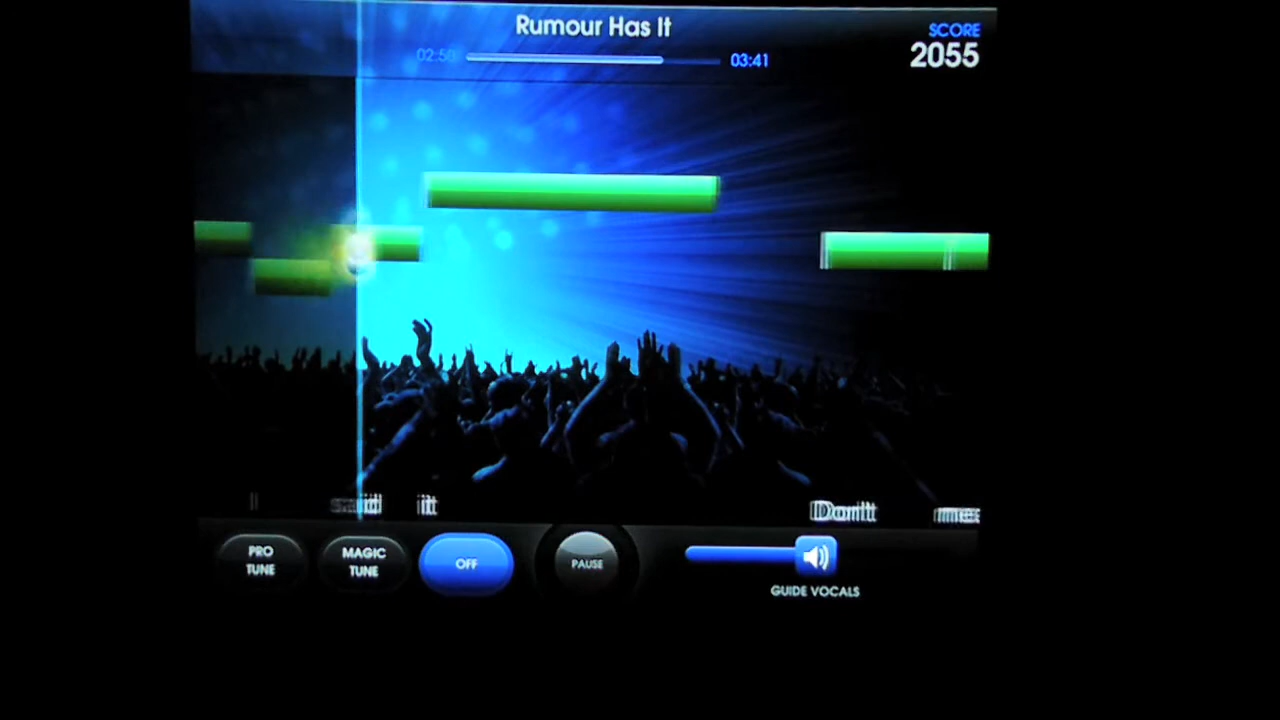 Rumour Has It
SCORE
02:50 03:41
2055
I said it Don't
PRO TUNE
MAGIC TUNE
OFF
PAUSE
GUIDE VOCALS